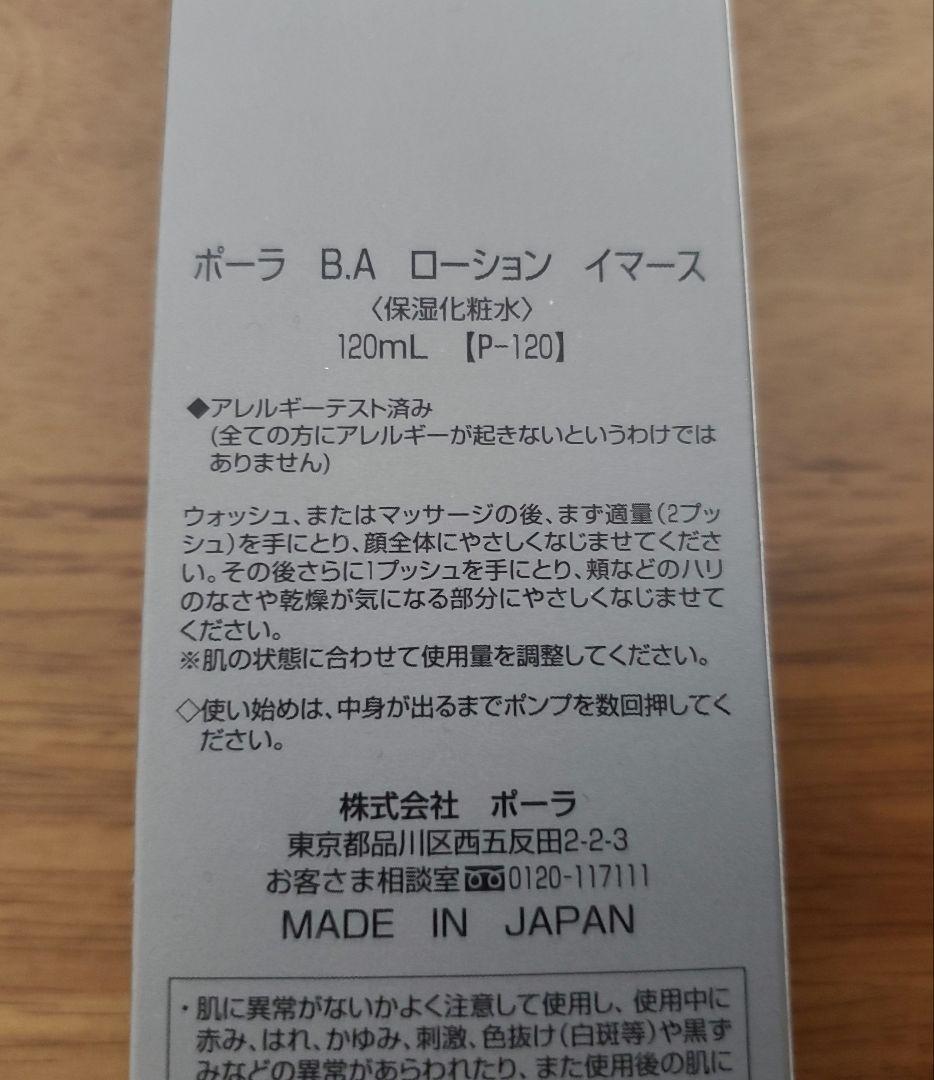 ポーラ B.A ローション イマース
〈保湿化粧水〉
120mL 【P-120】
◆アレルギーテスト済み
(全ての方にアレルギーが起きないというわけでは
ありません)
ウォッシュ、またはマッサージの後、まず適量(2プッ
シュ)を手にとり、顔全体にやさしくなじませてくださ
い。その後さらに1プッシュを手にとり、頬などのハリ
のなさや乾燥が気になる部分にやさしくなじませて
ください。
※肌の状態に合わせて使用量を調整してください。
◇使い始めは、中身が出るまでポンプを数回押してく
ださい。
株式会社 ポーラ
東京都品川区西五反田2-2-3
お客さま相談室 0120-117111
MADE IN JAPAN
・肌に異常がないかよく注意して使用し、使用中に
赤み、はれ、かゆみ、刺激、色抜け(白斑等)や黒ず
みなどの異常があらわれたり、また使用後の肌に